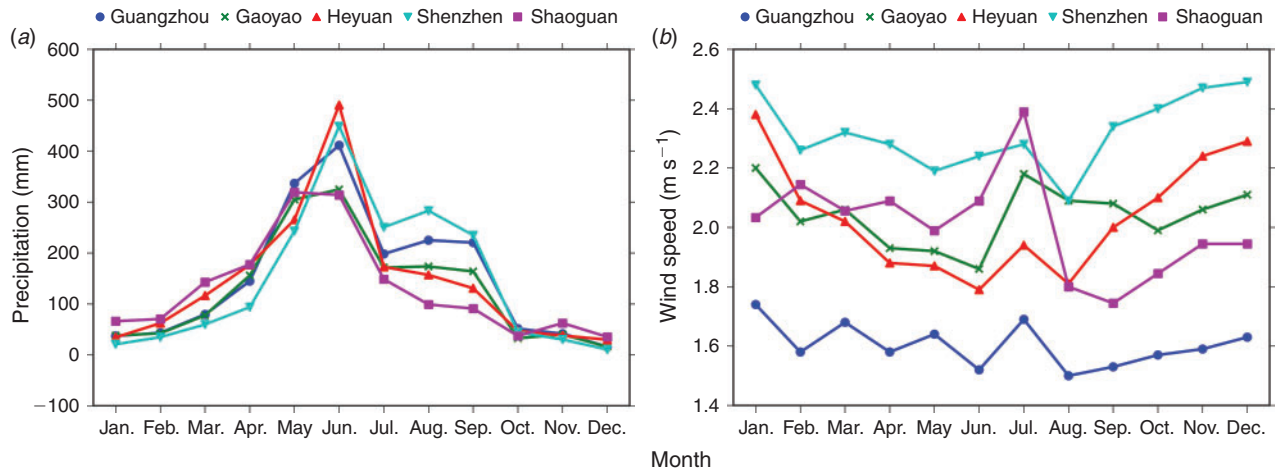 Guangzhou Gaoyao Heyuan Shenzhen Shaoguan
(a)
600
500
400
300
200
100
0
−100
Precipitation (mm)
Jan. Feb. Mar. Apr. May Jun. Jul. Aug. Sep. Oct. Nov. Dec.
Guangzhou Gaoyao Heyuan Shenzhen Shaoguan
(b)
2.6
2.4
2.2
2.0
1.8
1.6
1.4
Wind speed (m s⁻¹)
Jan. Feb. Mar. Apr. May Jun. Jul. Aug. Sep. Oct. Nov. Dec.
Month